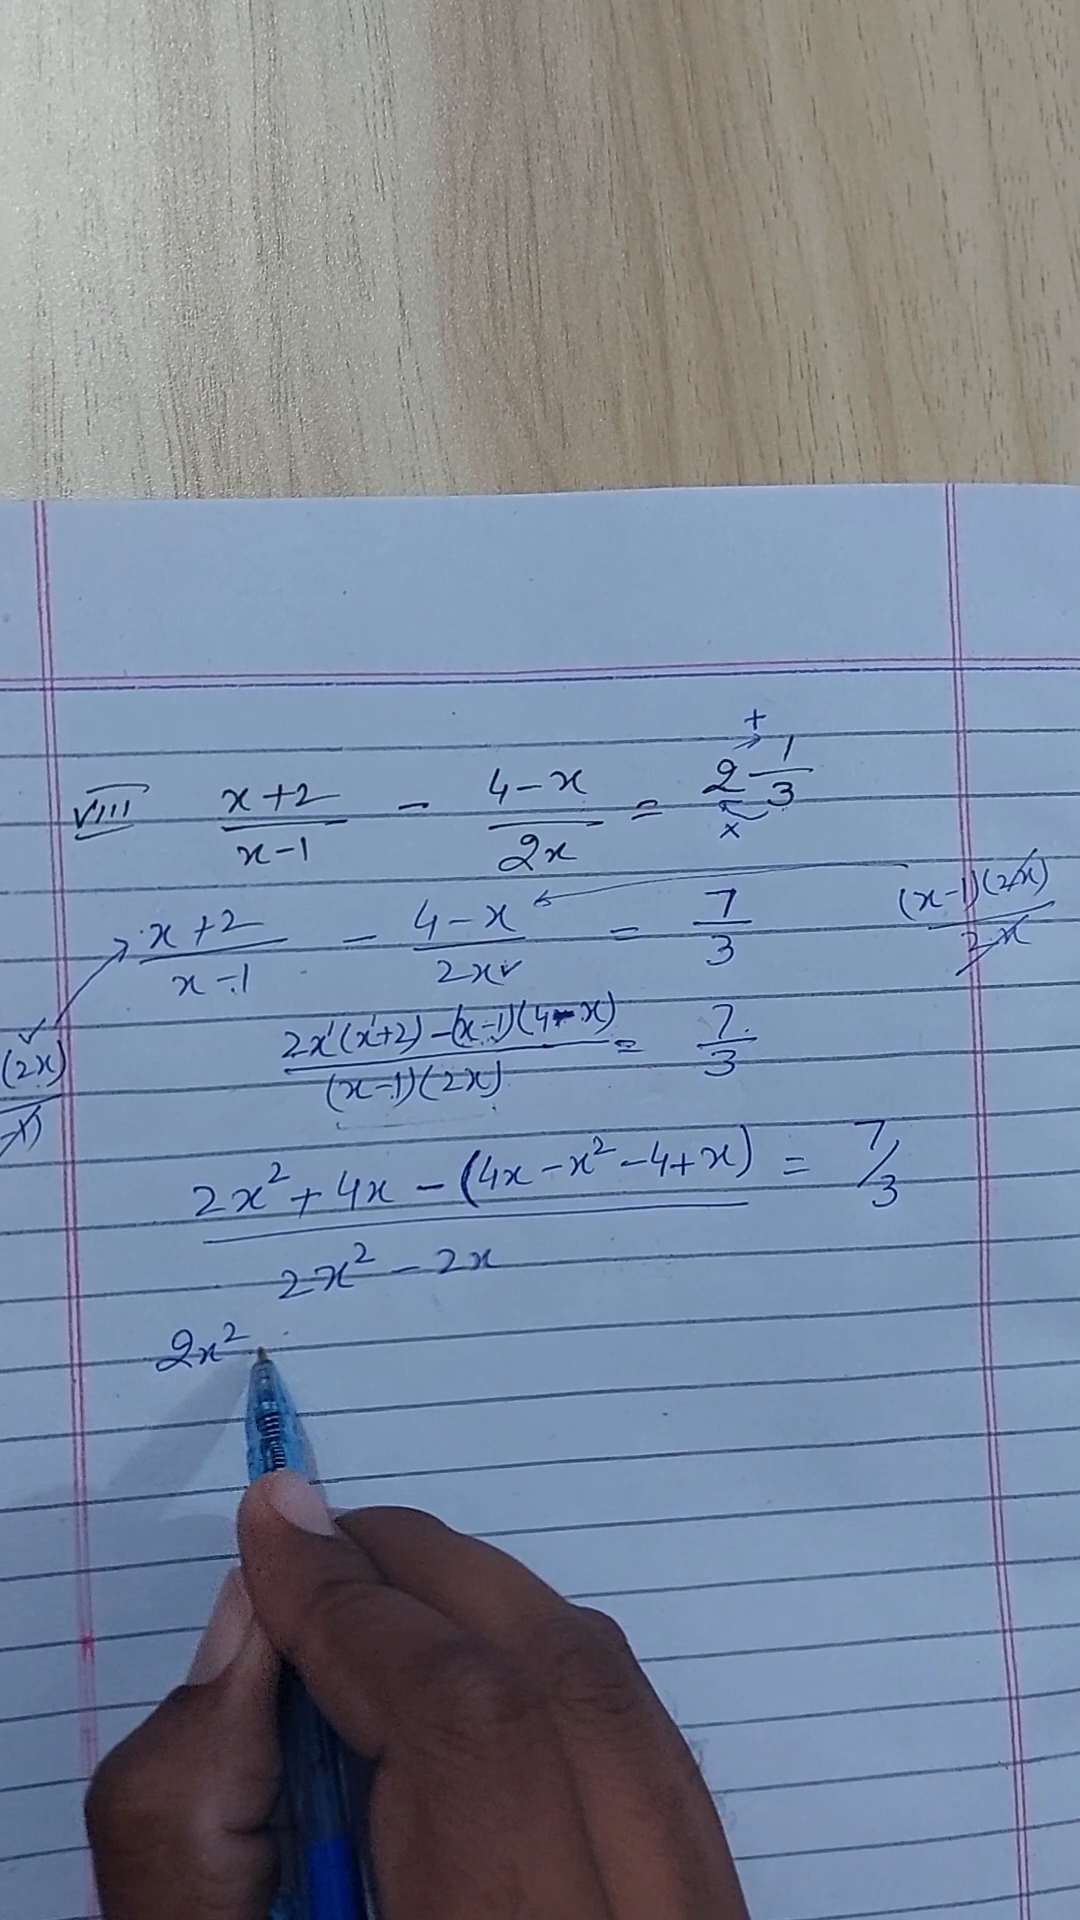 viii (x+2)/(x-1) - (4-x)/(2x) = 2 1/3
+
x
(x+2)/(x-1) - (4-x)/(2x) = 7/3
(x-1)(2x)/2x
(2x)
(2x(x+2) - (x-1)(4-x))/((x-1)(2x)) = 7/3
(2x² + 4x - (4x - x² - 4 + x))/(2x² - 2x) = 7/3
2x²